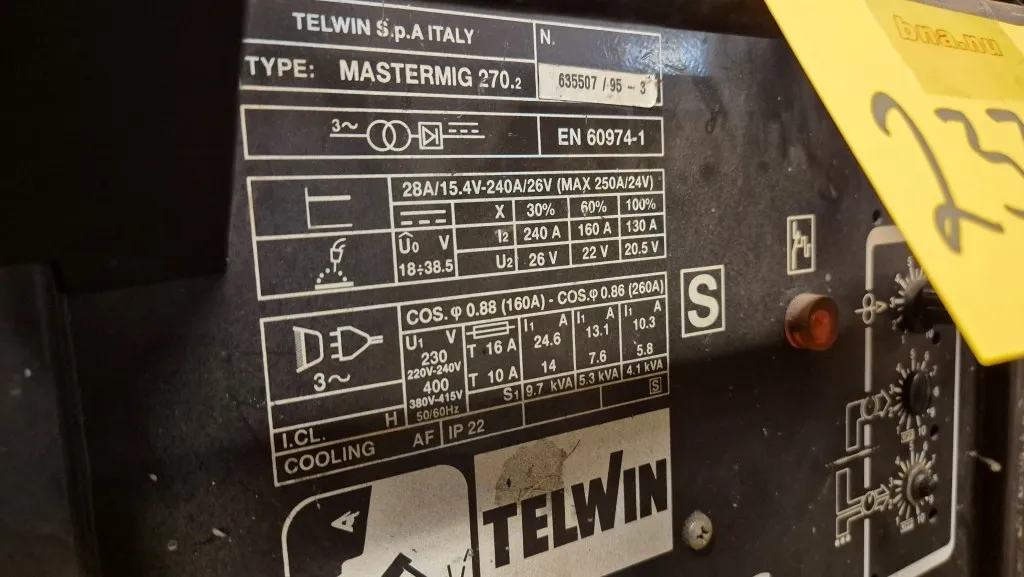 TELWIN S.p.A ITALY
N.
TYPE: MASTERMIG 270.2
635507 / 95 - 3
3~
EN 60974-1
28A/15.4V-240A/26V (MAX 250A/24V)
X 30% 60% 100%
Û0 V I2 240 A 160 A 130 A
18÷38.5 U2 26 V 22 V 20.5 V
COS. φ 0.88 (160A) - COS.φ 0.86 (260A)
U1 V I1 A I1 A I1 A
230 T 16 A 24.6 13.1 10.3
220V-240V
400 T 10 A 14 7.6 5.8
380V-415V
3~
50/60Hz S1 9.7 kVA 5.3 kVA 4.1 kVA
I.CL. H
S
COOLING AF IP 22
S
TELWIN
bna.nu